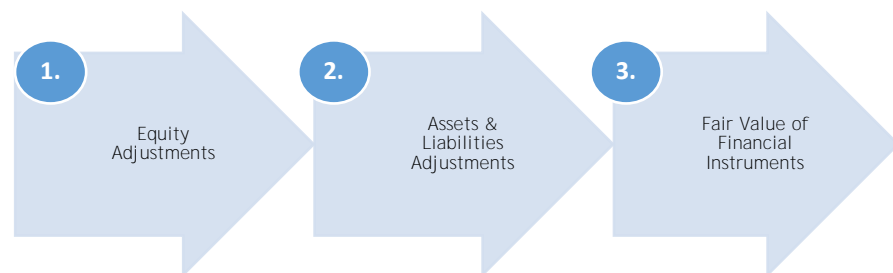 1.
Equity
Adjustments
2.
Assets &
Liabilities
Adjustments
3.
Fair Value of
Financial
Instruments